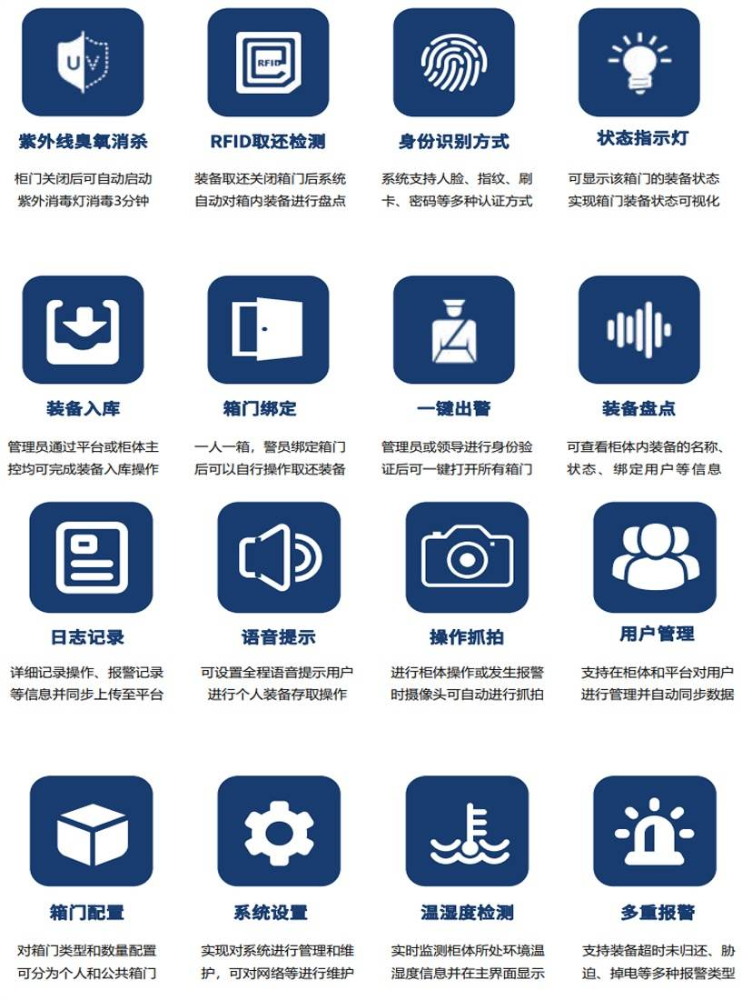 UV
RFID
紫外线臭氧消杀
RFID取还检测
身份识别方式
状态指示灯
柜门关闭后可自动启动
紫外消毒灯消毒3分钟
装备取还关闭箱门后系统
自动对箱内装备进行盘点
系统支持人脸、指纹、刷
卡、密码等多种认证方式
可显示该箱门的装备状态
实现箱门装备状态可视化
装备入库
箱门绑定
一键出警
装备盘点
管理员通过平台或柜体主
控均可完成装备入库操作
一人一箱，警员绑定箱门
后可以自行操作取还装备
管理员或领导进行身份验
证后可一键打开所有箱门
可查看柜体内装备的名称、
状态、绑定用户等信息
日志记录
语音提示
操作抓拍
用户管理
详细记录操作、报警记录
等信息并同步上传至平台
可设置全程语音提示用户
进行个人装备存取操作
进行柜体操作或发生报警
时摄像头可自动进行抓拍
支持在柜体和平台对用户
进行管理并自动同步数据
箱门配置
系统设置
温湿度检测
多重报警
对箱门类型和数量配置
可分为个人和公共箱门
实现对系统进行管理和维
护，可对网络等进行维护
实时监测柜体所处环境温
湿度信息并在主界面显示
支持装备超时未归还、胁
迫、掉电等多种报警类型